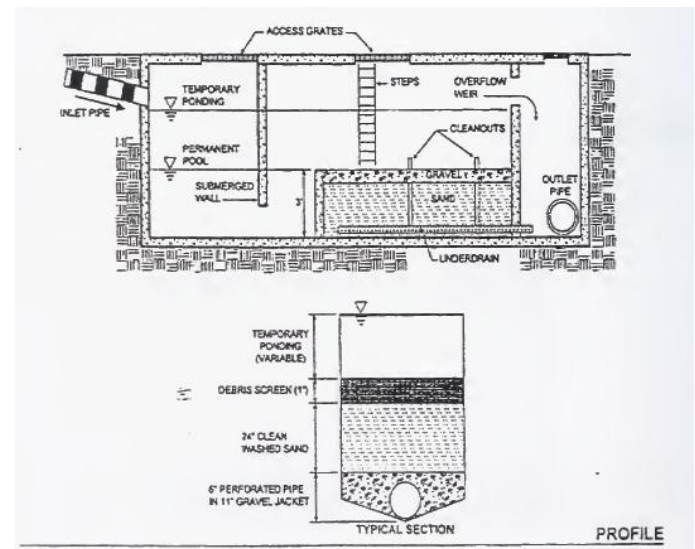 ACCESS GRATES
TEMPORARY
PONDING
STEPS
OVERFLOW
WEIR
INLET PIPE
CLEANOUTS
PERMANENT
POOL
GRAVEL
SUBMERGED
WALL
3'
SAND
OUTLET
PIPE
UNDERDRAIN
TEMPORARY
PONDING
(VARIABLE)
DEBRIS SCREEN (1")
24" CLEAN
WASHED SAND
6" PERFORATED PIPE
IN 11" GRAVEL JACKET
TYPICAL SECTION
PROFILE